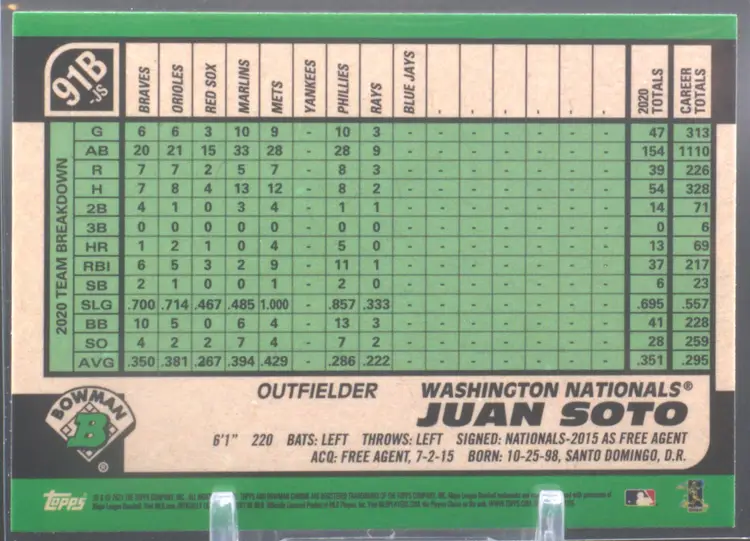 91B
-JS
BRAVES ORIOLES RED SOX MARLINS METS YANKEES PHILLIES RAYS BLUE JAYS - - - - - - 2020 TOTALS CAREER TOTALS
2020 TEAM BREAKDOWN
G 6 6 3 10 9 - 10 3 - - - - - - - 47 313
AB 20 21 15 33 28 - 28 9 - - - - - - - 154 1110
R 7 7 2 5 7 - 8 3 - - - - - - - 39 226
H 7 8 4 13 12 - 8 2 - - - - - - - 54 328
2B 4 1 0 3 4 - 1 1 - - - - - - - 14 71
3B 0 0 0 0 0 - 0 0 - - - - - - - 0 6
HR 1 2 1 0 4 - 5 0 - - - - - - - 13 69
RBI 6 5 3 2 9 - 11 1 - - - - - - - 37 217
SB 2 1 0 0 1 - 2 0 - - - - - - - 6 23
SLG .700 .714 .467 .485 1.000 - .857 .333 - - - - - - - .695 .557
BB 10 5 0 6 4 - 13 3 - - - - - - - 41 228
SO 4 2 2 7 4 - 7 2 - - - - - - - 28 259
AVG .350 .381 .267 .394 .429 - .286 .222 - - - - - - - .351 .295
BOWMAN
B
®
OUTFIELDER WASHINGTON NATIONALS®
JUAN SOTO
6'1" 220 BATS: LEFT THROWS: LEFT SIGNED: NATIONALS-2015 AS FREE AGENT
ACQ: FREE AGENT, 7-2-15 BORN: 10-25-98, SANTO DOMINGO, D.R.
Topps